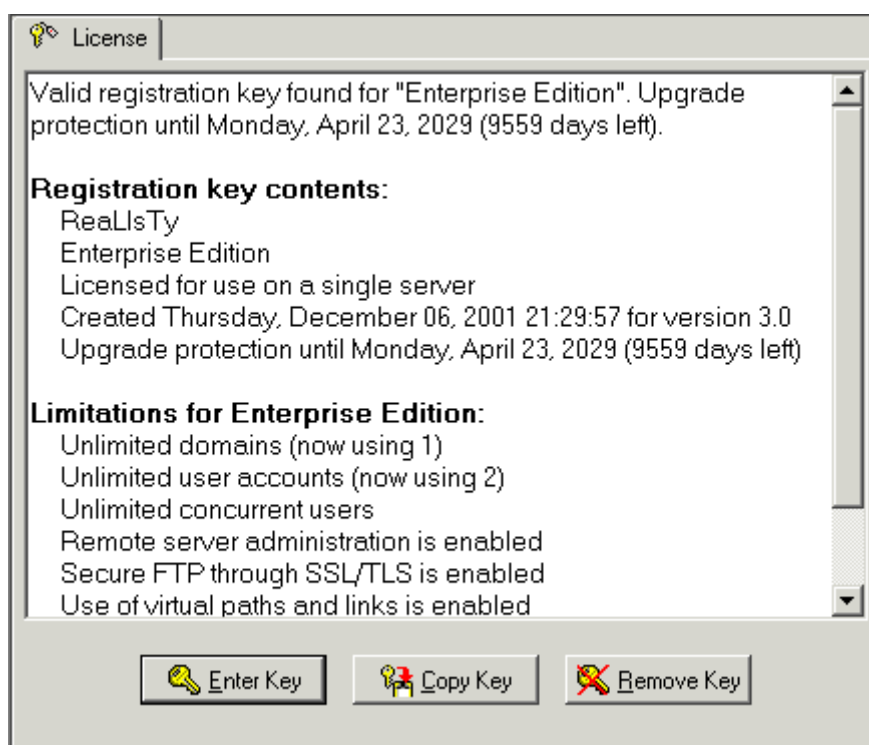 License
Valid registration key found for "Enterprise Edition". Upgrade
protection until Monday, April 23, 2029 (9559 days left).
Registration key contents:
ReaLIsTy
Enterprise Edition
Licensed for use on a single server
Created Thursday, December 06, 2001 21:29:57 for version 3.0
Upgrade protection until Monday, April 23, 2029 (9559 days left)
Limitations for Enterprise Edition:
Unlimited domains (now using 1)
Unlimited user accounts (now using 2)
Unlimited concurrent users
Remote server administration is enabled
Secure FTP through SSL/TLS is enabled
Use of virtual paths and links is enabled
Enter Key Copy Key Remove Key